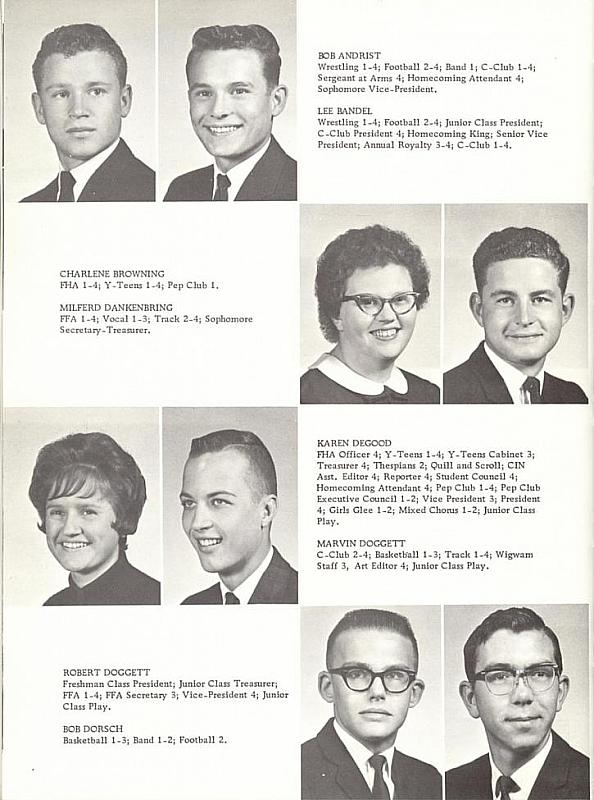 BOB ANDRIST
Wrestling 1-4; Football 2-4; Band 1; C-Club 1-4;
Sergeant at Arms 4; Homecoming Attendant 4;
Sophomore Vice-President.
LEE BANDEL
Wrestling 1-4; Football 2-4; Junior Class President;
C-Club President 4; Homecoming King; Senior Vice
President; Annual Royalty 3-4; C-Club 1-4.
CHARLENE BROWNING
FHA 1-4; Y-Teens 1-4; Pep Club 1.
MILFERD DANKENBRING
FFA 1-4; Vocal 1-3; Track 2-4; Sophomore
Secretary-Treasurer.
KAREN DEGOOD
FHA Officer 4; Y-Teens 1-4; Y-Teens Cabinet 3;
Treasurer 4; Thespians 2; Quill and Scroll; CIN
Asst. Editor 4; Reporter 4; Student Council 4;
Homecoming Attendant 4; Pep Club 1-4; Pep Club
Executive Council 1-2; Vice President 3; President
4; Girls Glee 1-2; Mixed Chorus 1-2; Junior Class
Play.
MARVIN DOGGETT
C-Club 2-4; Basketball 1-3; Track 1-4; Wigwam
Staff 3, Art Editor 4; Junior Class Play.
ROBERT DOGGETT
Freshman Class President; Junior Class Treasurer;
FFA 1-4; FFA Secretary 3; Vice-President 4; Junior
Class Play.
BOB DORSCH
Basketball 1-3; Band 1-2; Football 2.